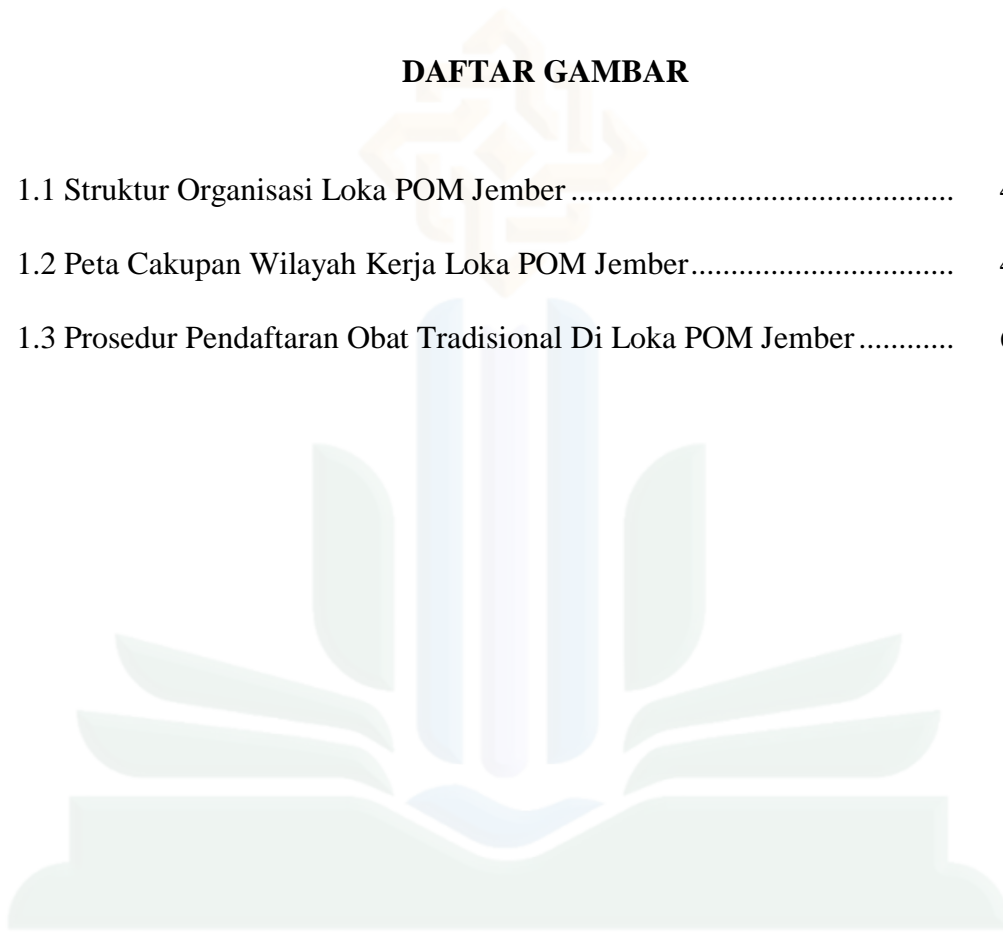 DAFTAR GAMBAR
1.1 Struktur Organisasi Loka POM Jember ................................................
1.2 Peta Cakupan Wilayah Kerja Loka POM Jember .................................
1.3 Prosedur Pendaftaran Obat Tradisional Di Loka POM Jember ............